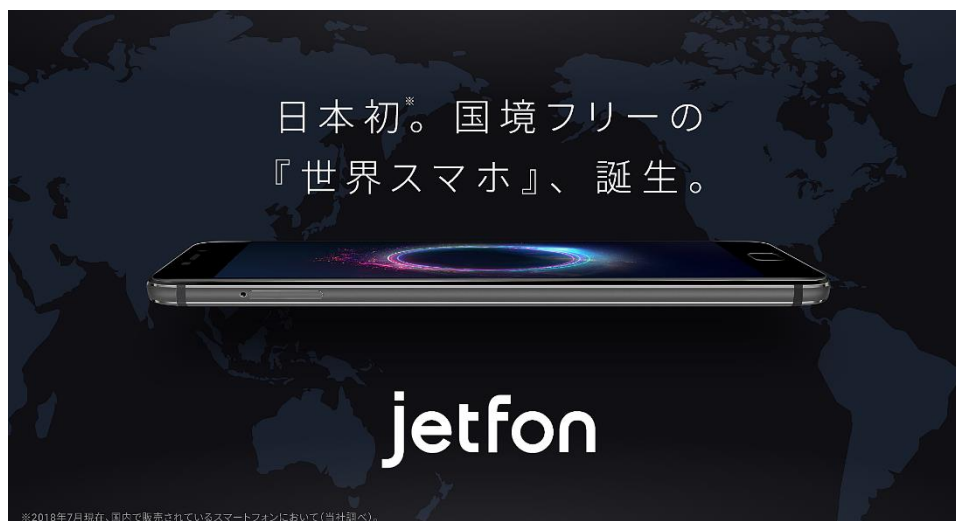 日本初※。国境フリーの
『世界スマホ』、誕生。
jetfon
※2018年7月現在、国内で販売されているスマートフォンにおいて(当社調べ)。